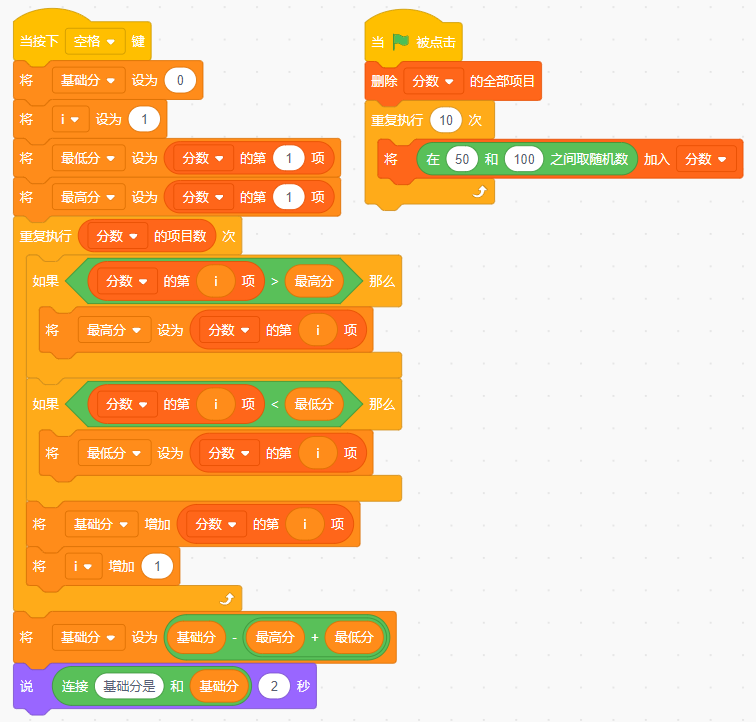 当按下 空格 键
将 基础分 设为 0
将 i 设为 1
将 最低分 设为 分数 的第 1 项
将 最高分 设为 分数 的第 1 项
重复执行 分数 的项目数 次
如果 分数 的第 i 项 > 最高分 那么
将 最高分 设为 分数 的第 i 项
如果 分数 的第 i 项 < 最低分 那么
将 最低分 设为 分数 的第 i 项
将 基础分 增加 分数 的第 i 项
将 i 增加 1
将 基础分 设为 基础分 - 最高分 + 最低分
说 连接 基础分是 和 基础分 2 秒
当 被点击
删除 分数 的全部项目
重复执行 10 次
将 在 50 和 100 之间取随机数 加入 分数